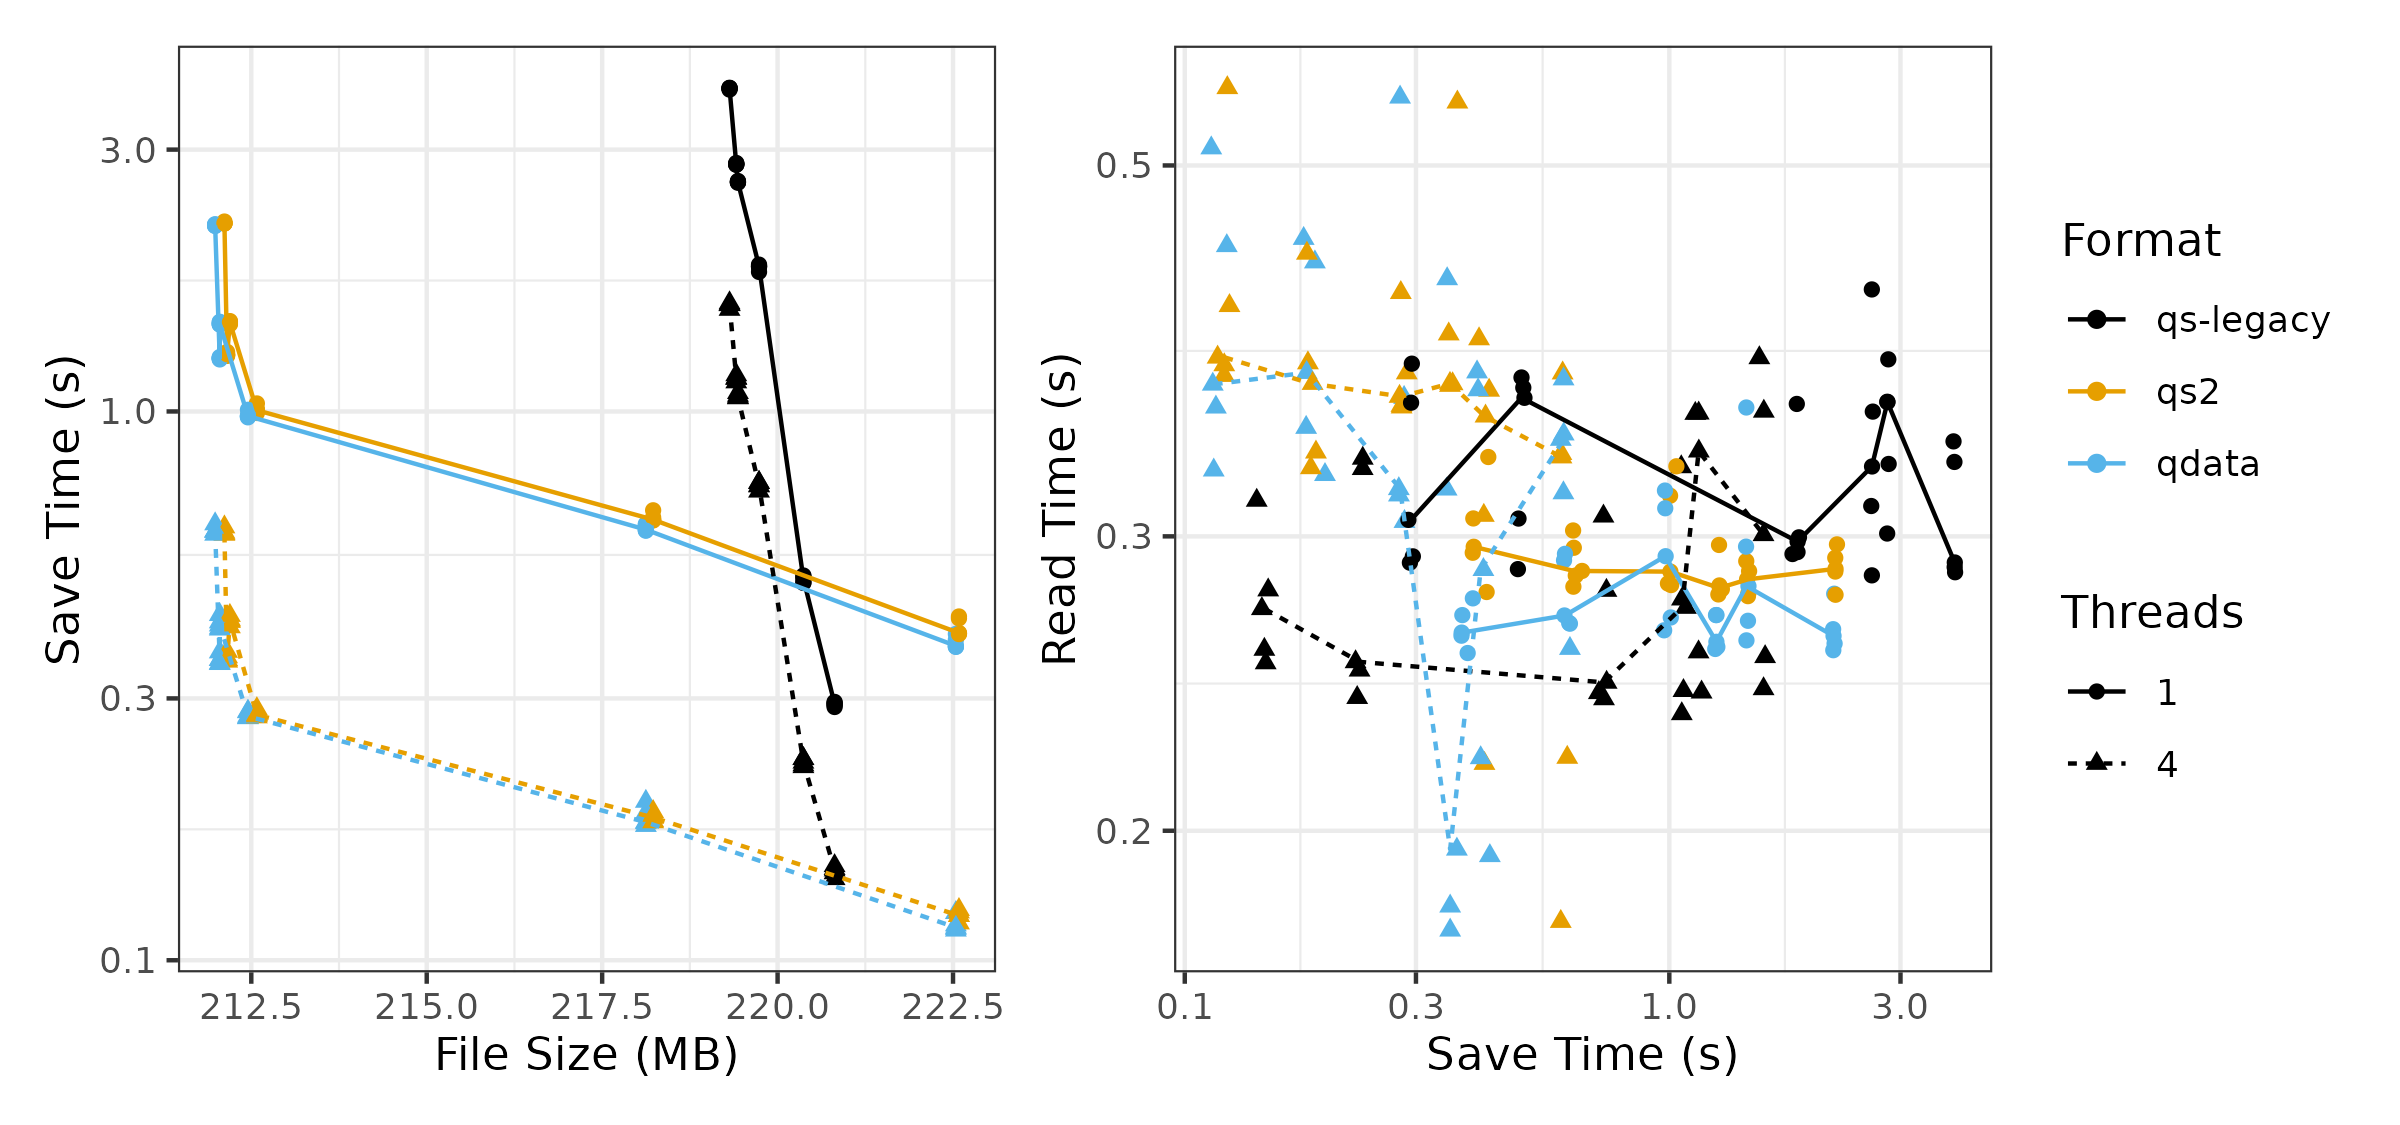 Save Time (s)
3.0
1.0
0.3
0.1
212.5 215.0 217.5 220.0 222.5
File Size (MB)
Read Time (s)
0.5
0.3
0.2
0.1 0.3 1.0 3.0
Save Time (s)
Format
qs-legacy
qs2
qdata
Threads
1
4